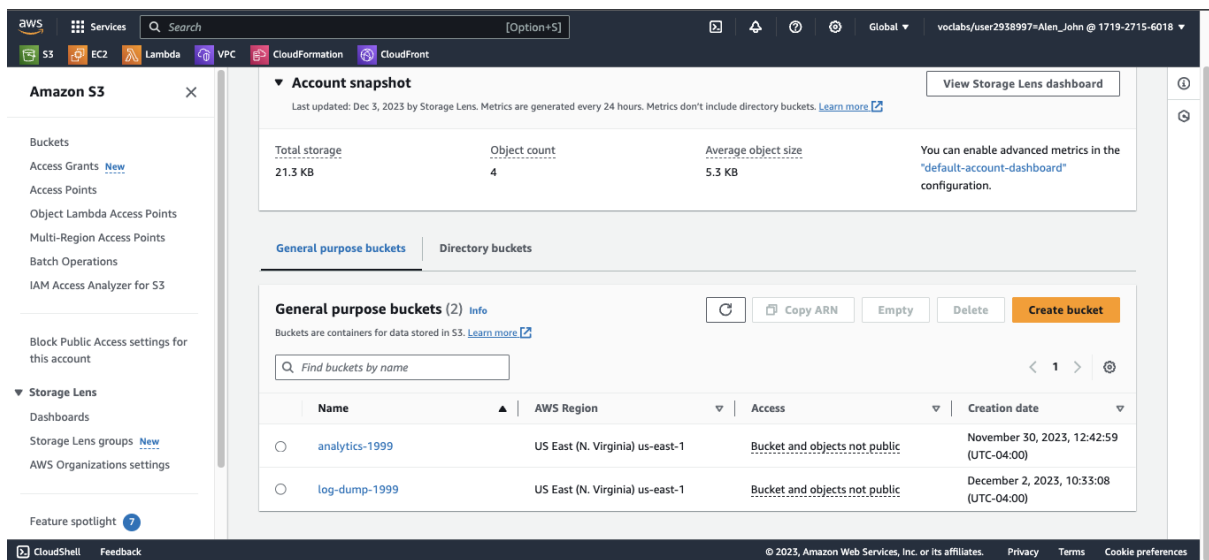 aws Services Search [Option+S] Global voclabs/user2938997=Alen_John @ 1719-2715-6018
S3 EC2 Lambda VPC CloudFormation CloudFront
Amazon S3
Buckets
Access Grants New
Access Points
Object Lambda Access Points
Multi-Region Access Points
Batch Operations
IAM Access Analyzer for S3
Block Public Access settings for
this account
Storage Lens
Dashboards
Storage Lens groups New
AWS Organizations settings
Feature spotlight 7
Account snapshot
View Storage Lens dashboard
Last updated: Dec 3, 2023 by Storage Lens. Metrics are generated every 24 hours. Metrics don't include directory buckets. Learn more
Total storage
21.3 KB
Object count
4
Average object size
5.3 KB
You can enable advanced metrics in the
"default-account-dashboard"
configuration.
General purpose buckets Directory buckets
General purpose buckets (2) Info
Copy ARN Empty Delete Create bucket
Buckets are containers for data stored in S3. Learn more
Find buckets by name
1
Name AWS Region Access Creation date
analytics-1999 US East (N. Virginia) us-east-1 Bucket and objects not public November 30, 2023, 12:42:59
(UTC-04:00)
log-dump-1999 US East (N. Virginia) us-east-1 Bucket and objects not public December 2, 2023, 10:33:08
(UTC-04:00)
CloudShell Feedback © 2023, Amazon Web Services, Inc. or its affiliates. Privacy Terms Cookie preferences